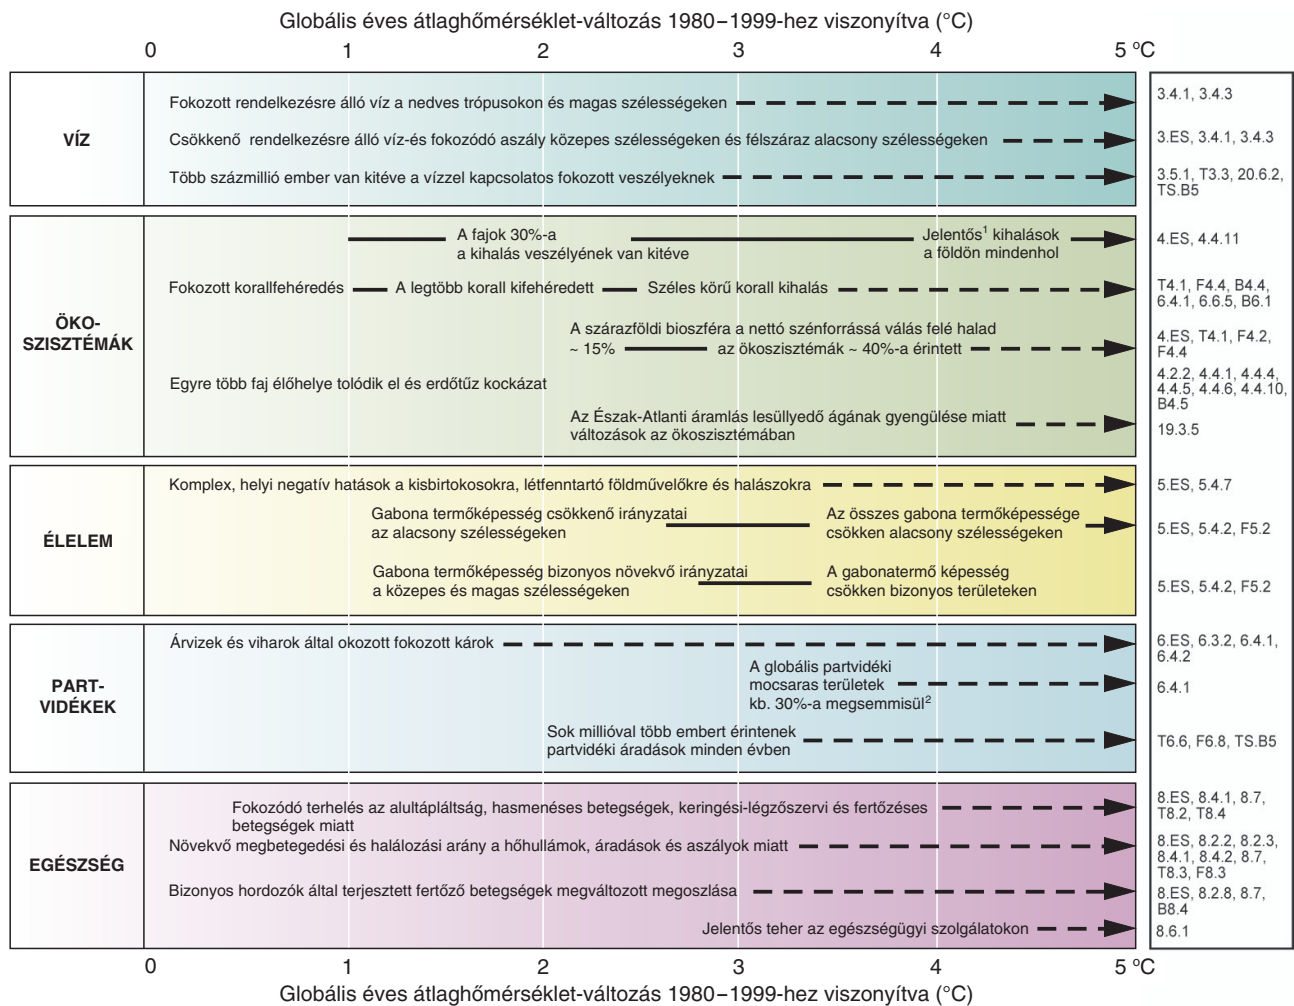 Globális éves átlaghőmérséklet-változás 1980–1999-hez viszonyítva (°C)
0 1 2 3 4 5 °C
VÍZ
Fokozott rendelkezésre álló víz a nedves trópusokon és magas szélességeken
3.4.1, 3.4.3
Csökkenő rendelkezésre álló víz-és fokozódó aszály közepes szélességeken és félszáraz alacsony szélességeken
3.ES, 3.4.1, 3.4.3
Több százmillió ember van kitéve a vízzel kapcsolatos fokozott veszélyeknek
3.5.1, T3.3, 20.6.2,
TS.B5
ÖKO-
SZISZTÉMÁK
A fajok 30%-a
a kihalás veszélyének van kitéve
Jelentős¹ kihalások
a földön mindenhol
4.ES, 4.4.11
Fokozott korallfehéredés
A legtöbb korall kifehéredett
Széles körű korall kihalás
T4.1, F4.4, B4.4,
6.4.1, 6.6.5, B6.1
A szárazföldi bioszféra a nettó szénforrássá válás felé halad
~ 15%
az ökoszisztémák ~ 40%-a érintett
4.ES, T4.1, F4.2,
F4.4
Egyre több faj élőhelye tolódik el és erdőtűz kockázat
4.2.2, 4.4.1, 4.4.4,
4.4.5, 4.4.6, 4.4.10,
B4.5
Az Észak-Atlanti áramlás lesüllyedő ágának gyengülése miatt
változások az ökoszisztémában
19.3.5
ÉLELEM
Komplex, helyi negatív hatások a kisbirtokosokra, létfenntartó földművelőkre és halászokra
5.ES, 5.4.7
Gabona termőképesség csökkenő irányzatai
az alacsony szélességeken
Az összes gabona termőképessége
csökken alacsony szélességeken
5.ES, 5.4.2, F5.2
Gabona termőképesség bizonyos növekvő irányzatai
a közepes és magas szélességeken
A gabonatermő képesség
csökken bizonyos területeken
5.ES, 5.4.2, F5.2
PART-
VIDÉKEK
Árvizek és viharok által okozott fokozott károk
6.ES, 6.3.2, 6.4.1,
6.4.2
A globális partvidéki
mocsaras területek
kb. 30%-a megsemmisül²
6.4.1
Sok millióval több embert érintenek
partvidéki áradások minden évben
T6.6, F6.8, TS.B5
EGÉSZSÉG
Fokozódó terhelés az alultápláltság, hasmenéses betegségek, keringési-légzőszervi és fertőzéses
betegségek miatt
8.ES, 8.4.1, 8.7,
T8.2, T8.4
Növekvő megbetegedési és halálozási arány a hőhullámok, áradások és aszályok miatt
8.ES, 8.2.2, 8.2.3,
8.4.1, 8.4.2, 8.7,
T8.3, F8.3
Bizonyos hordozók által terjesztett fertőző betegségek megváltozott megoszlása
8.ES, 8.2.8, 8.7,
B8.4
Jelentős teher az egészségügyi szolgálatokon
8.6.1
0 1 2 3 4 5 °C
Globális éves átlaghőmérséklet-változás 1980–1999-hez viszonyítva (°C)